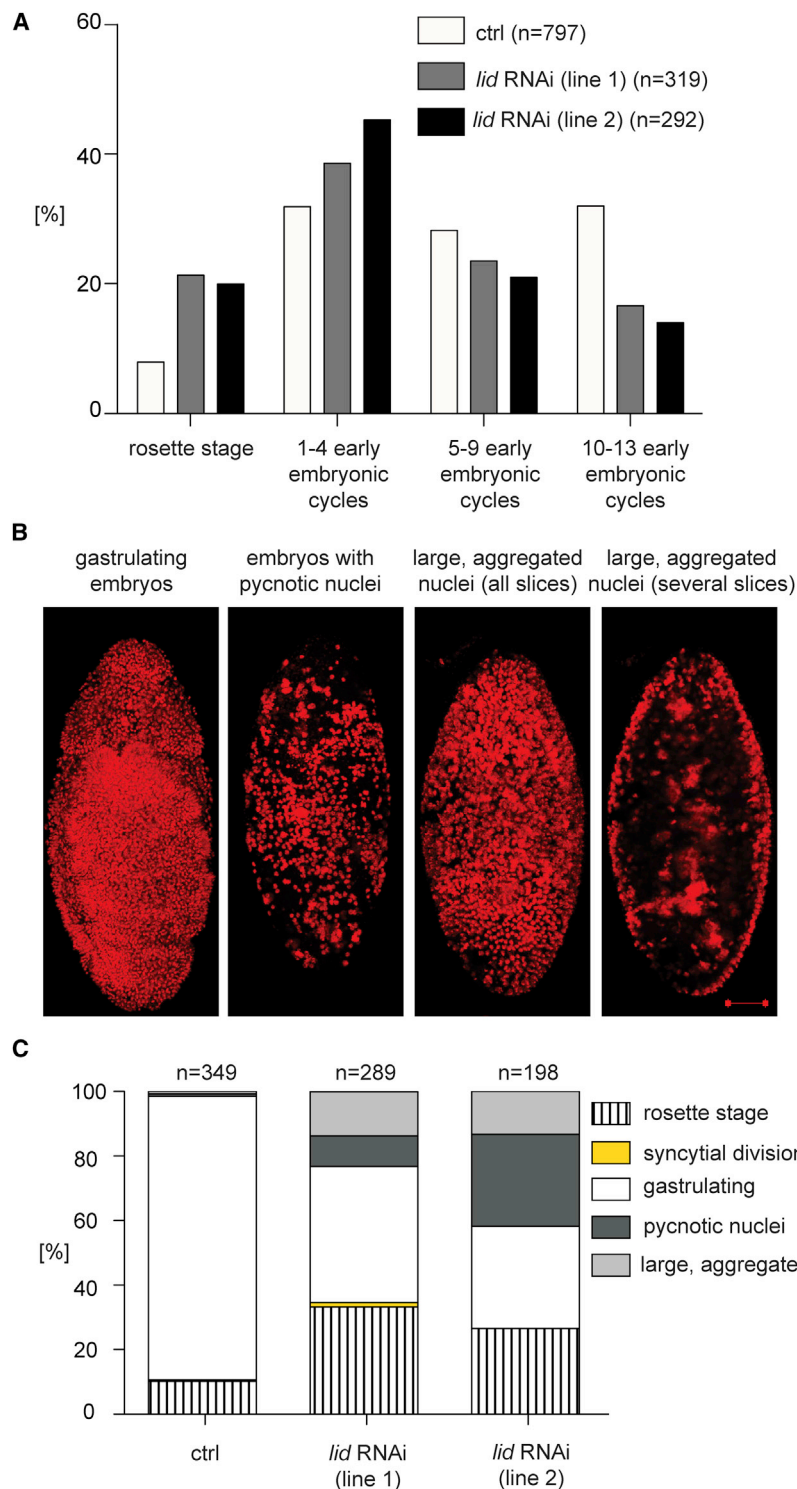 A
60
40
[%]
20
0
ctrl (n=797)
lid RNAi (line 1) (n=319)
lid RNAi (line 2) (n=292)
rosette stage
1-4 early
embryonic
cycles
5-9 early
embryonic
cycles
10-13 early
embryonic
cycles
B
gastrulating
embryos
embryos with
pycnotic nuclei
large, aggregated
nuclei (all slices)
large, aggregated
nuclei (several slices)
C
n=349
n=289
n=198
100
80
60
[%]
40
20
0
rosette stage
syncytial division
gastrulating
pycnotic nuclei
large, aggregate
ctrl
lid RNAi
(line 1)
lid RNAi
(line 2)